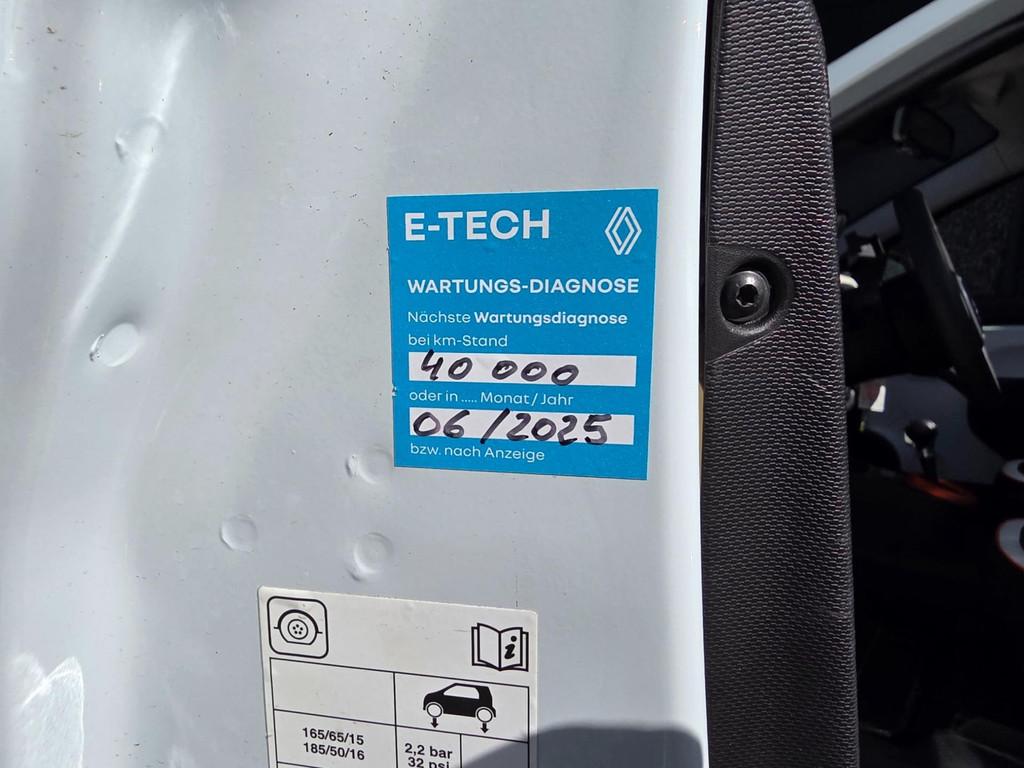 E-TECH
WARTUNGS-DIAGNOSE
Nächste Wartungsdiagnose
bei km-Stand
40 000
oder in ..... Monat / Jahr
06/2025
bzw. nach Anzeige
i
165/65/15
185/50/16
2,2 bar
32 psi